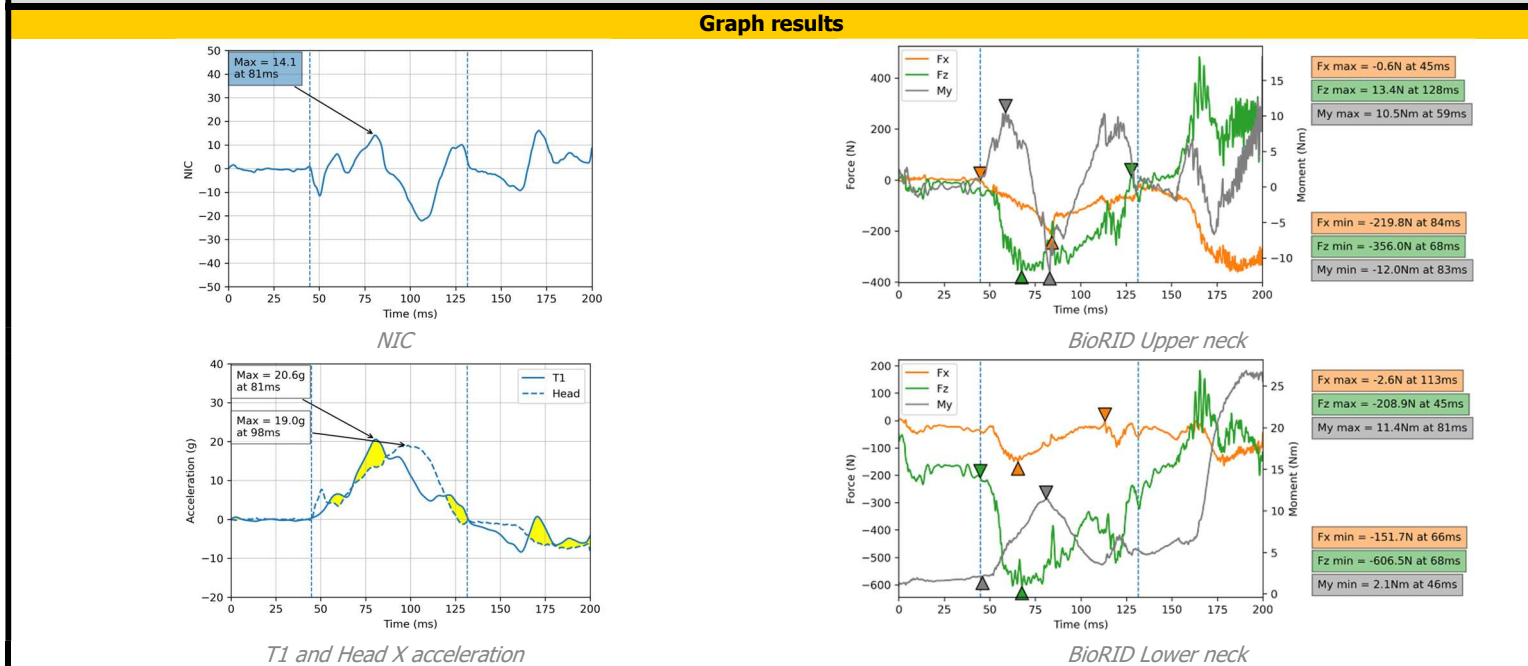 Graph results
Max = 14.1
at 81ms
50
40
30
20
10
0
−10
−20
−30
−40
−50
NIC
0 25 50 75 100 125 150 175 200
Time (ms)
NIC
Fx
Fz
My
400
200
0
−200
−400
Force (N)
15
10
5
0
−5
−10
Moment (Nm)
0 25 50 75 100 125 150 175 200
Time (ms)
BioRID Upper neck
Fx max = -0.6N at 45ms
Fz max = 13.4N at 128ms
My max = 10.5Nm at 59ms
Fx min = -219.8N at 84ms
Fz min = -356.0N at 68ms
My min = -12.0Nm at 83ms
Max = 20.6g
at 81ms
Max = 19.0g
at 98ms
T1
Head
40
30
20
10
0
−10
−20
Acceleration (g)
0 25 50 75 100 125 150 175 200
Time (ms)
T1 and Head X acceleration
Fx
Fz
My
200
100
0
−100
−200
−300
−400
−500
−600
Force (N)
25
20
15
10
5
0
Moment (Nm)
0 25 50 75 100 125 150 175 200
Time (ms)
BioRID Lower neck
Fx max = -2.6N at 113ms
Fz max = -208.9N at 45ms
My max = 11.4Nm at 81ms
Fx min = -151.7N at 66ms
Fz min = -606.5N at 68ms
My min = 2.1Nm at 46ms